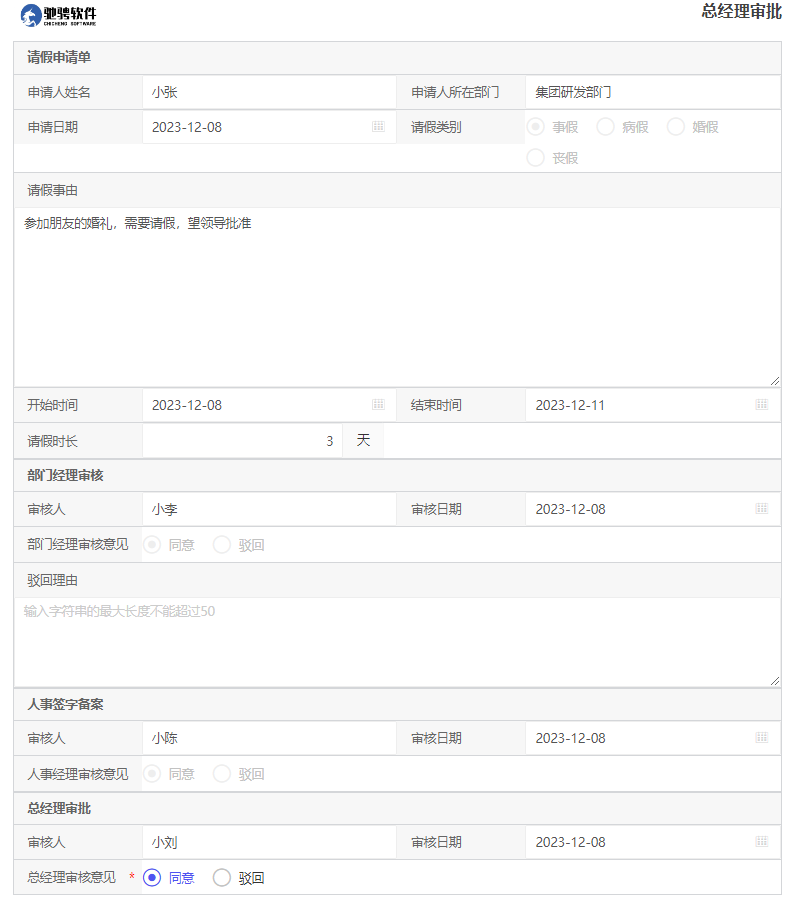 驰骋软件
CHICHENG SOFTWARE
总经理审批
请假申请单
申请人姓名 小张 申请人所在部门 集团研发部门
申请日期 2023-12-08 请假类别 事假 病假 婚假
丧假
请假事由
参加朋友的婚礼，需要请假，望领导批准
开始时间 2023-12-08 结束时间 2023-12-11
请假时长 3 天
部门经理审核
审核人 小李 审核日期 2023-12-08
部门经理审核意见 同意 驳回
驳回理由
输入字符串的最大长度不能超过50
人事签字备案
审核人 小陈 审核日期 2023-12-08
人事经理审核意见 同意 驳回
总经理审批
审核人 小刘 审核日期 2023-12-08
总经理审核意见 * 同意 驳回